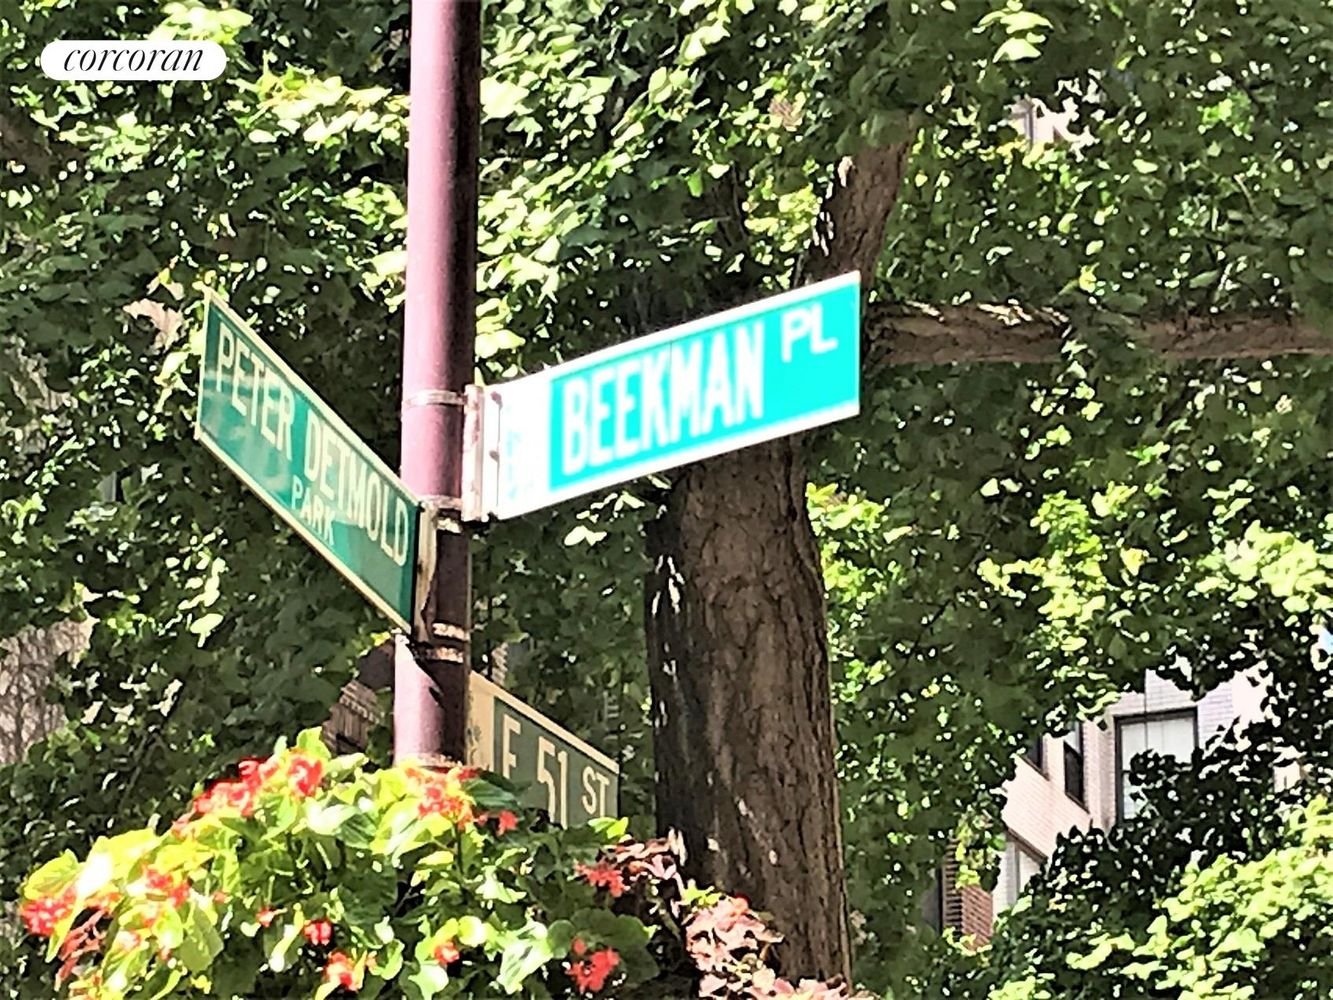 corcoran
BEEKMAN PL
PETER DETMOLD
PARK
E 51 ST